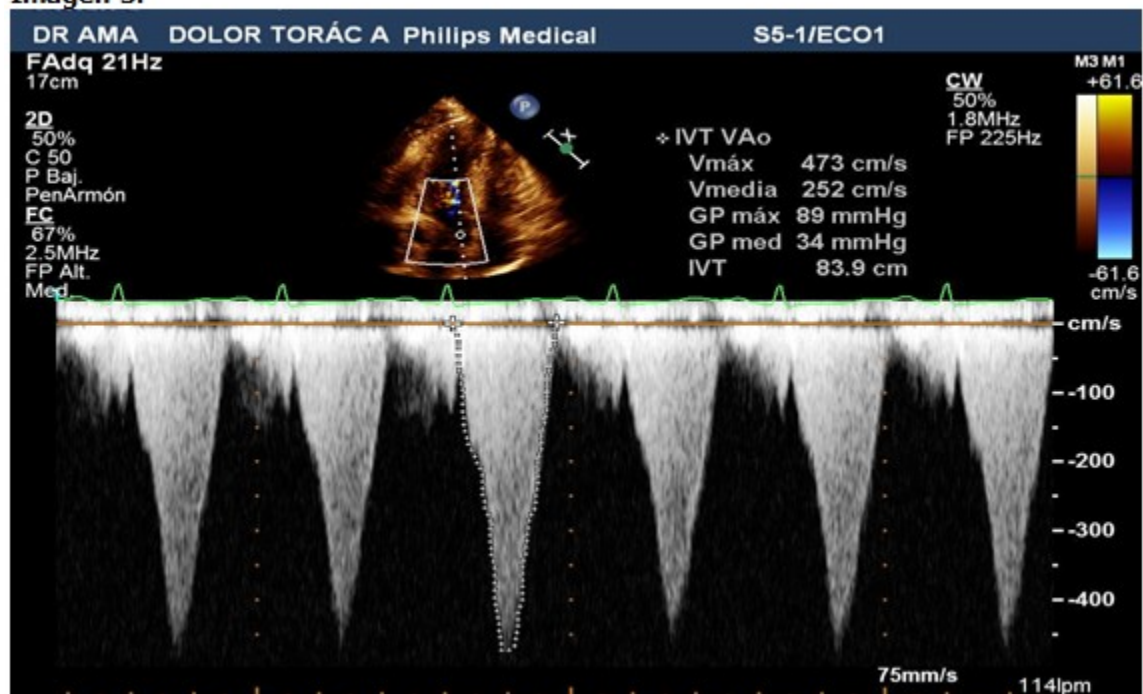 DR AMA DOLOR TORÁC A Philips Medical S5-1/ECO1
FAdq 21Hz
17cm
2D
50%
C 50
P Baj.
PenArmón
FC
67%
2.5MHz
FP Alt.
Med
P
X
IVT VAo
Vmáx 473 cm/s
Vmedia 252 cm/s
GP máx 89 mmHg
GP med 34 mmHg
IVT 83.9 cm
CW
50%
1.8MHz
FP 225Hz
M3 M1
+61.6
-61.6
cm/s
cm/s
-100
-200
-300
-400
75mm/s
114lpm